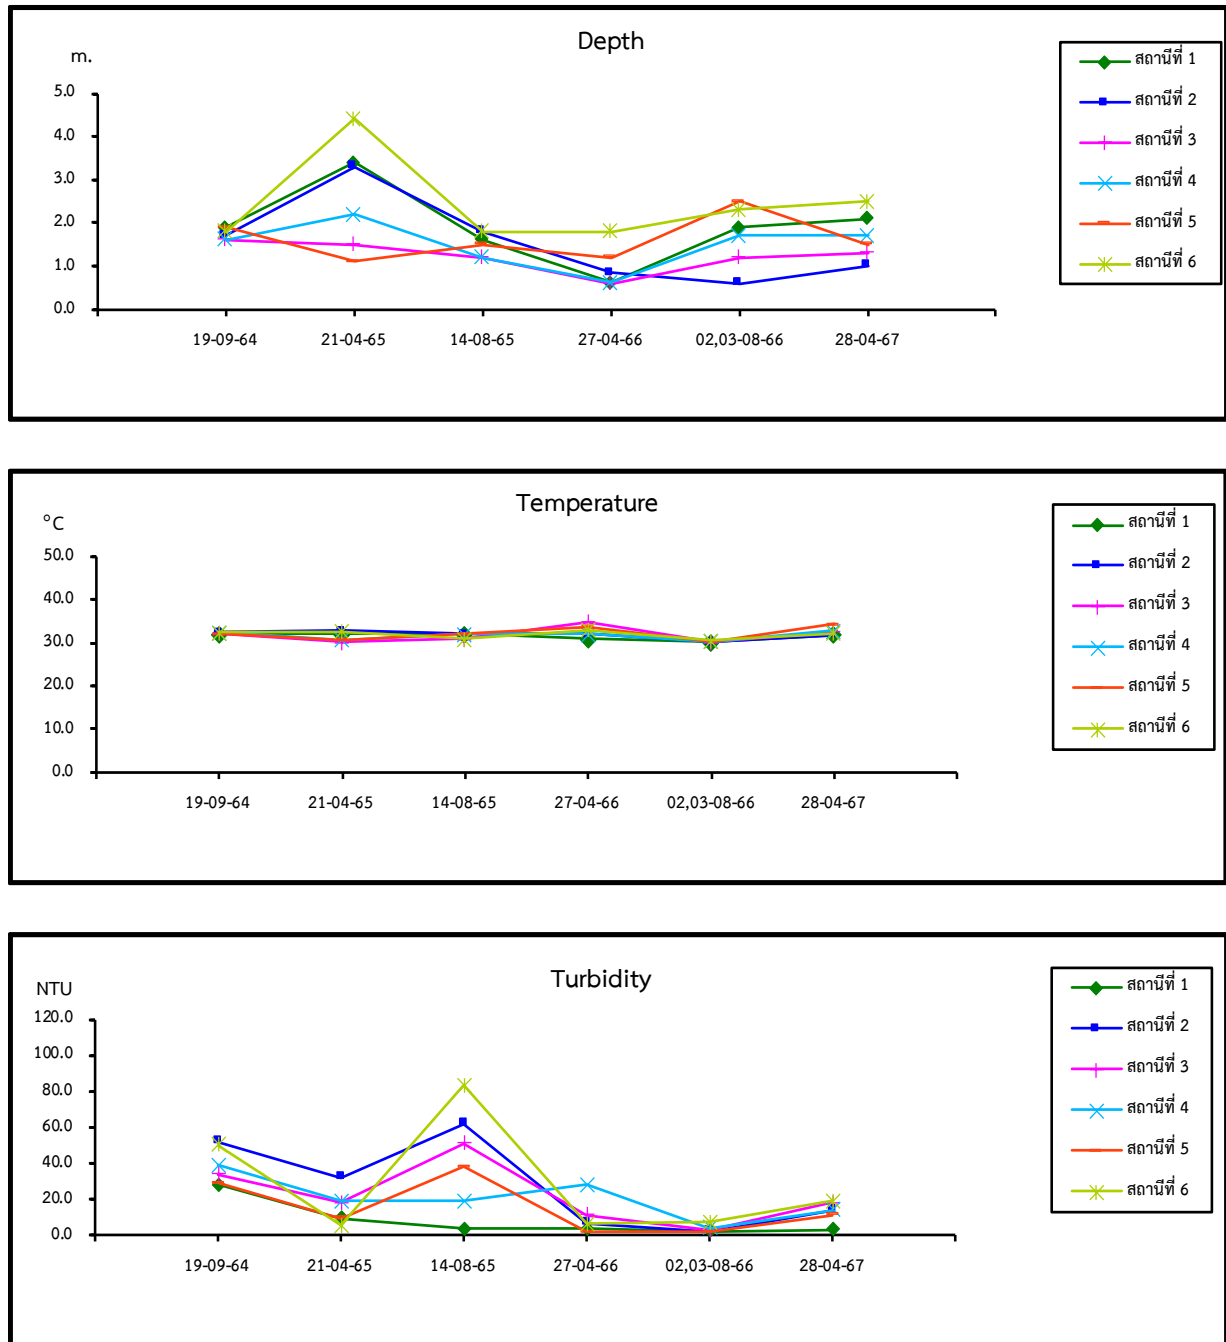 Depth
m.
5.0
4.0
3.0
2.0
1.0
0.0
19-09-64 21-04-65 14-08-65 27-04-66 02,03-08-66 28-04-67
สถานีที่ 1
สถานีที่ 2
สถานีที่ 3
สถานีที่ 4
สถานีที่ 5
สถานีที่ 6
Temperature
°C
50.0
40.0
30.0
20.0
10.0
0.0
19-09-64 21-04-65 14-08-65 27-04-66 02,03-08-66 28-04-67
สถานีที่ 1
สถานีที่ 2
สถานีที่ 3
สถานีที่ 4
สถานีที่ 5
สถานีที่ 6
Turbidity
NTU
120.0
100.0
80.0
60.0
40.0
20.0
0.0
19-09-64 21-04-65 14-08-65 27-04-66 02,03-08-66 28-04-67
สถานีที่ 1
สถานีที่ 2
สถานีที่ 3
สถานีที่ 4
สถานีที่ 5
สถานีที่ 6